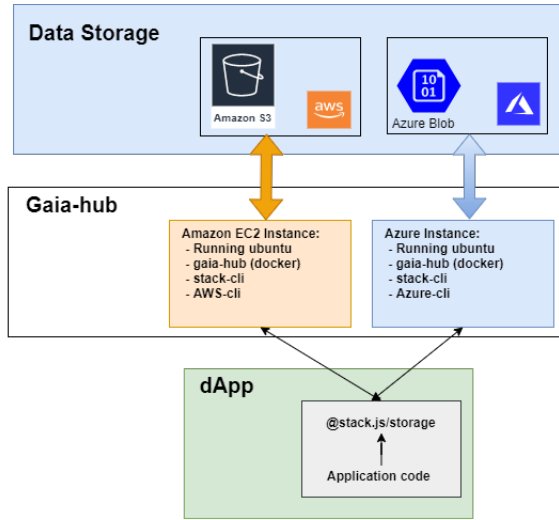 Data Storage
Amazon S3
aws
10
01
Azure Blob
Gaia-hub
Amazon EC2 Instance:
- Running ubuntu
- gaia-hub (docker)
- stack-cli
- AWS-cli
Azure Instance:
- Running ubuntu
- gaia-hub (docker)
- stack-cli
- Azure-cli
dApp
@stack.js/storage
Application code